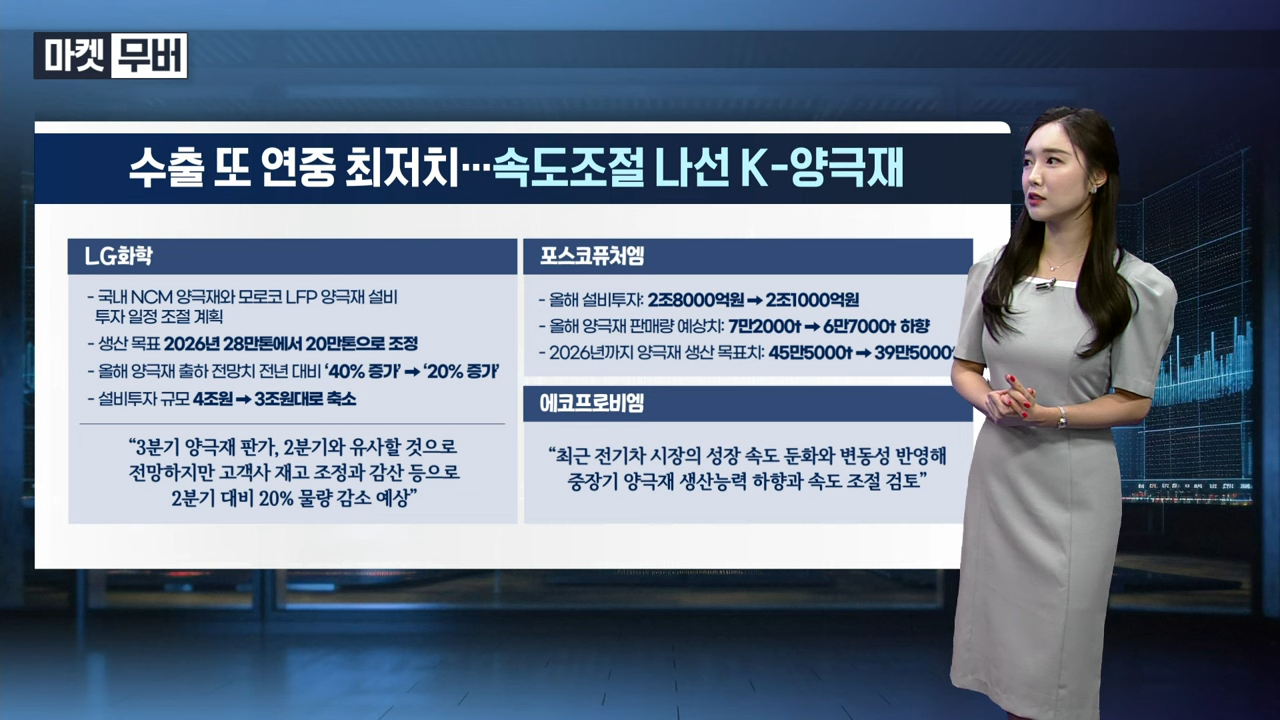 마켓 무버
수출 또 연중 최저치…속도조절 나선 K-양극재
LG화학
- 국내 NCM 양극재와 모로코 LFP 양극재 설비
투자 일정 조절 계획
- 생산 목표 2026년 28만톤에서 20만톤으로 조정
- 올해 양극재 출하 전망치 전년 대비 ‘40% 증가’ → ‘20% 증가’
- 설비투자 규모 4조원 → 3조원대로 축소
“3분기 양극재 판가, 2분기와 유사할 것으로
전망하지만 고객사 재고 조정과 감산 등으로
2분기 대비 20% 물량 감소 예상”
포스코퓨처엠
- 올해 설비투자: 2조8000억원 → 2조1000억원
- 올해 양극재 판매량 예상치: 7만2000t → 6만7000t 하향
- 2026년까지 양극재 생산 목표치: 45만5000t → 39만5000
에코프로비엠
“최근 전기차 시장의 성장 속도 둔화와 변동성 반영해
중장기 양극재 생산능력 하향과 속도 조절 검토”